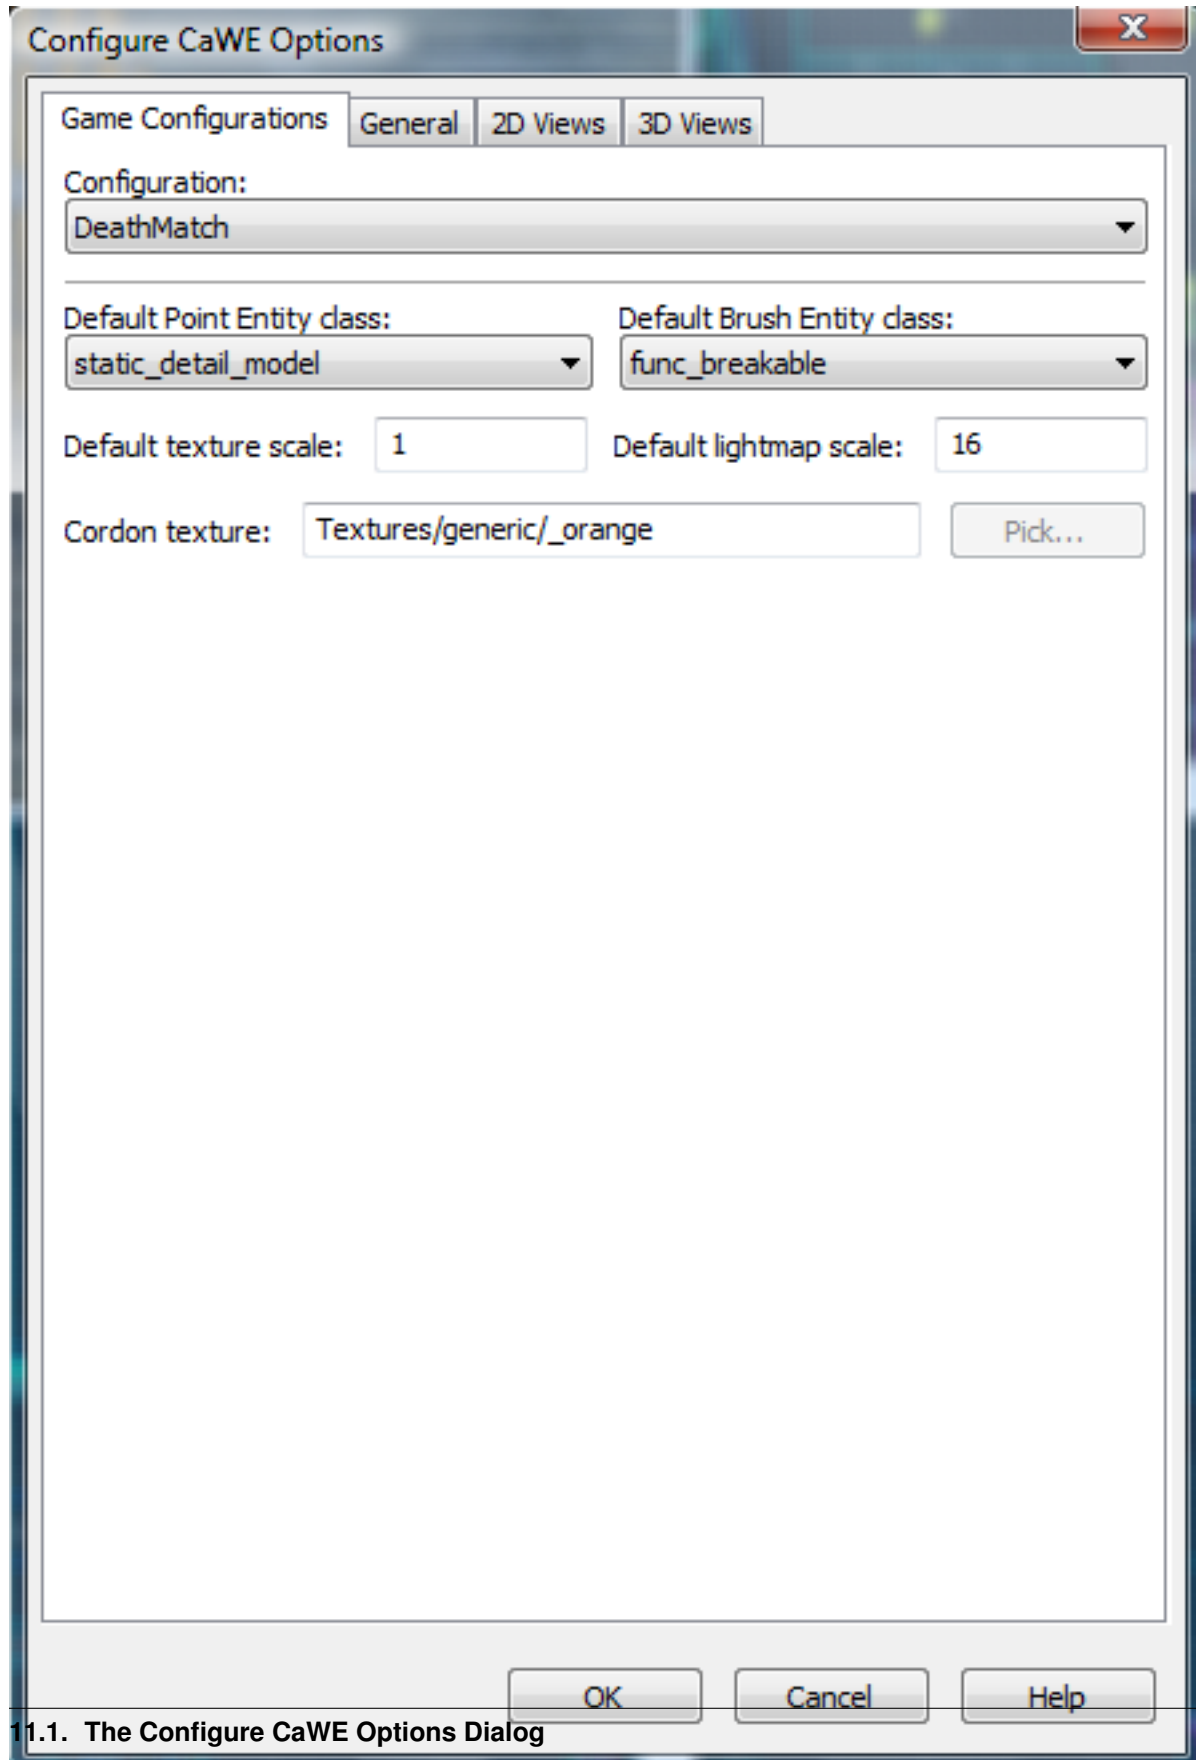 Configure CaWE Options
X
Game Configurations General 2D Views 3D Views
Configuration:
DeathMatch
Default Point Entity class: Default Brush Entity class:
static_detail_model func_breakable
Default texture scale: 1 Default lightmap scale: 16
Cordon texture: Textures/generic/_orange Pick...
OK Cancel Help
11.1. The Configure CaWE Options Dialog